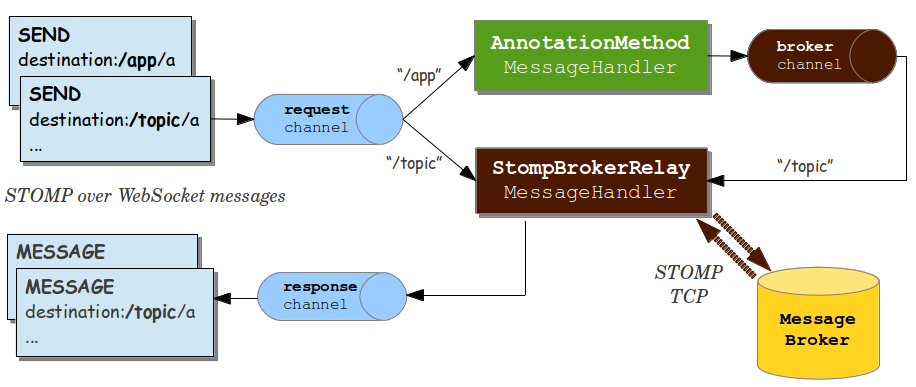 SEND
destination:/app/a
SEND
destination:/topic/a
...
STOMP over WebSocket messages
request
channel
“/app”
“/topic”
AnnotationMethod
MessageHandler
broker
channel
“/topic”
StompBrokerRelay
MessageHandler
MESSAGE
MESSAGE
destination:/topic/a
...
response
channel
STOMP
TCP
Message
Broker